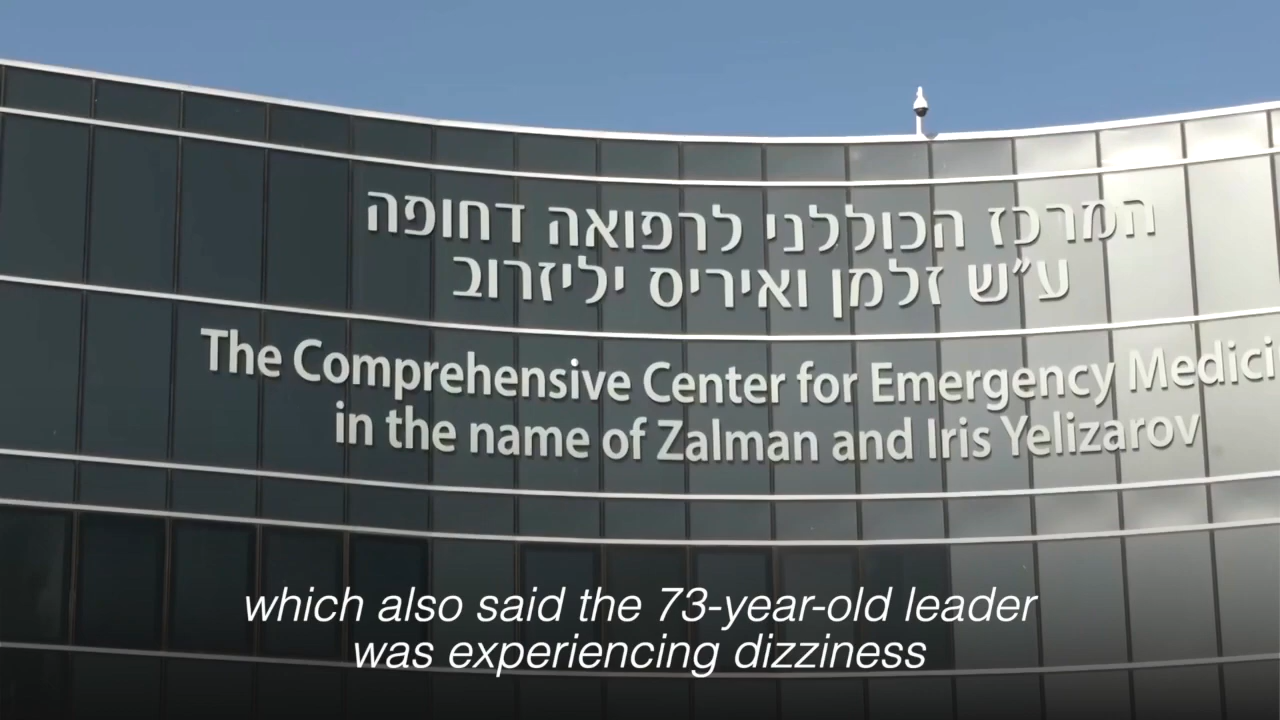 המרכז הכוללני לרפואה דחופה
ע״ש זלמן ואיריס יליזרוב
The Comprehensive Center for Emergency Medici
in the name of Zalman and Iris Yelizarov
which also said the 73-year-old leader
was experiencing dizziness